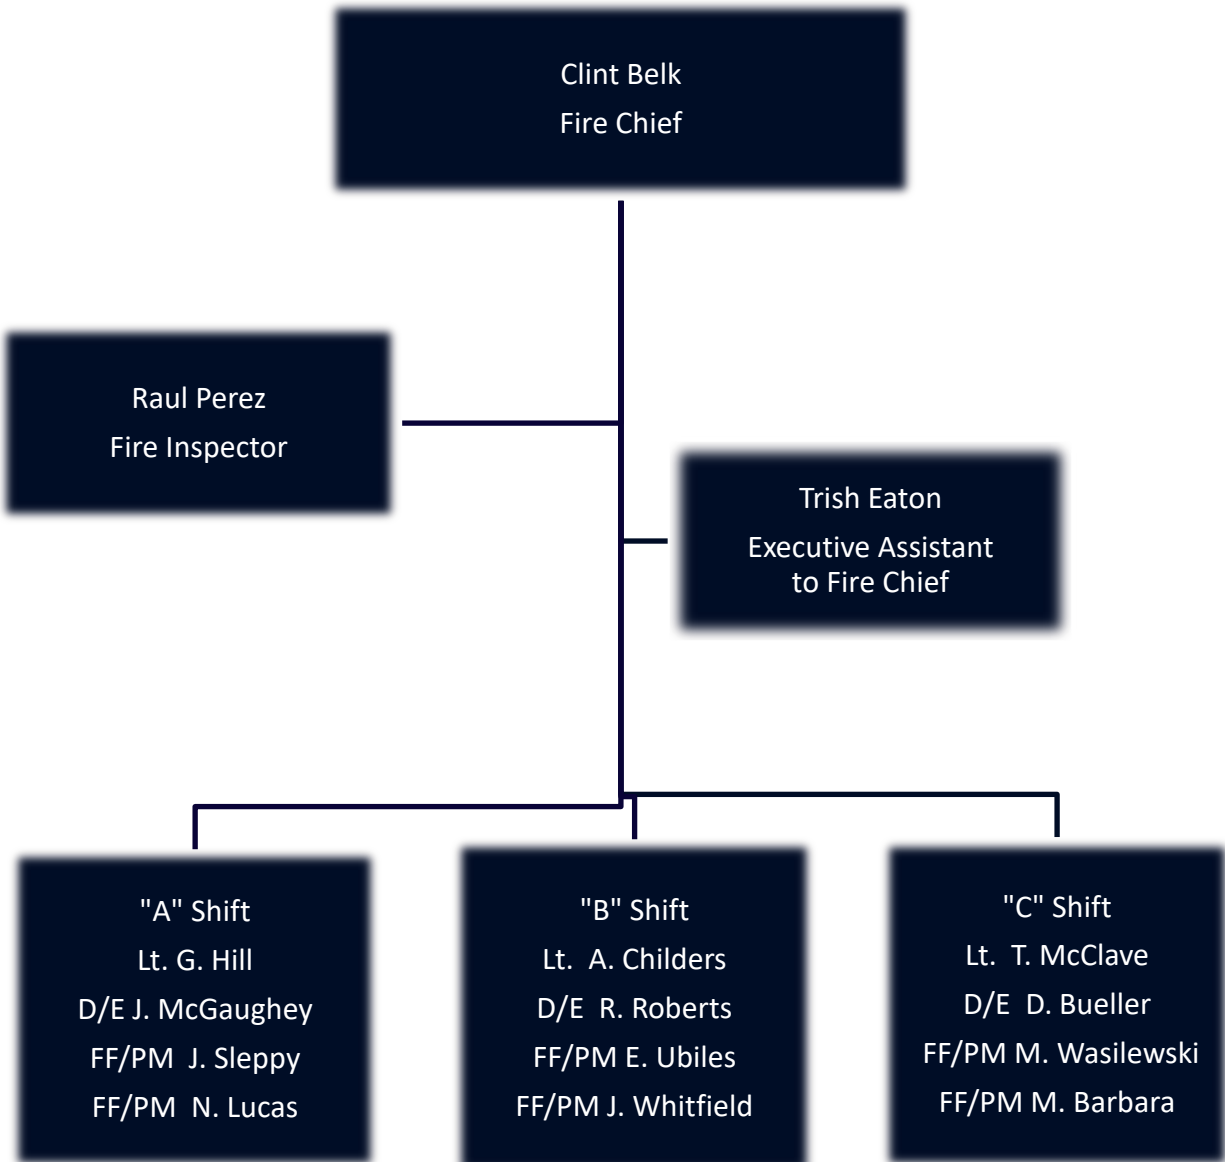 Clint Belk
Fire Chief
Raul Perez
Fire Inspector
Trish Eaton
Executive Assistant
to Fire Chief
"A" Shift
Lt. G. Hill
D/E J. McGaughey
FF/PM  J. Sleppy
FF/PM  N. Lucas
"B" Shift
Lt.  A. Childers
D/E  R. Roberts
FF/PM E. Ubiles
FF/PM J. Whitfield
"C" Shift
Lt.  T. McClave
D/E  D. Bueller
FF/PM M. Wasilewski
FF/PM M. Barbara